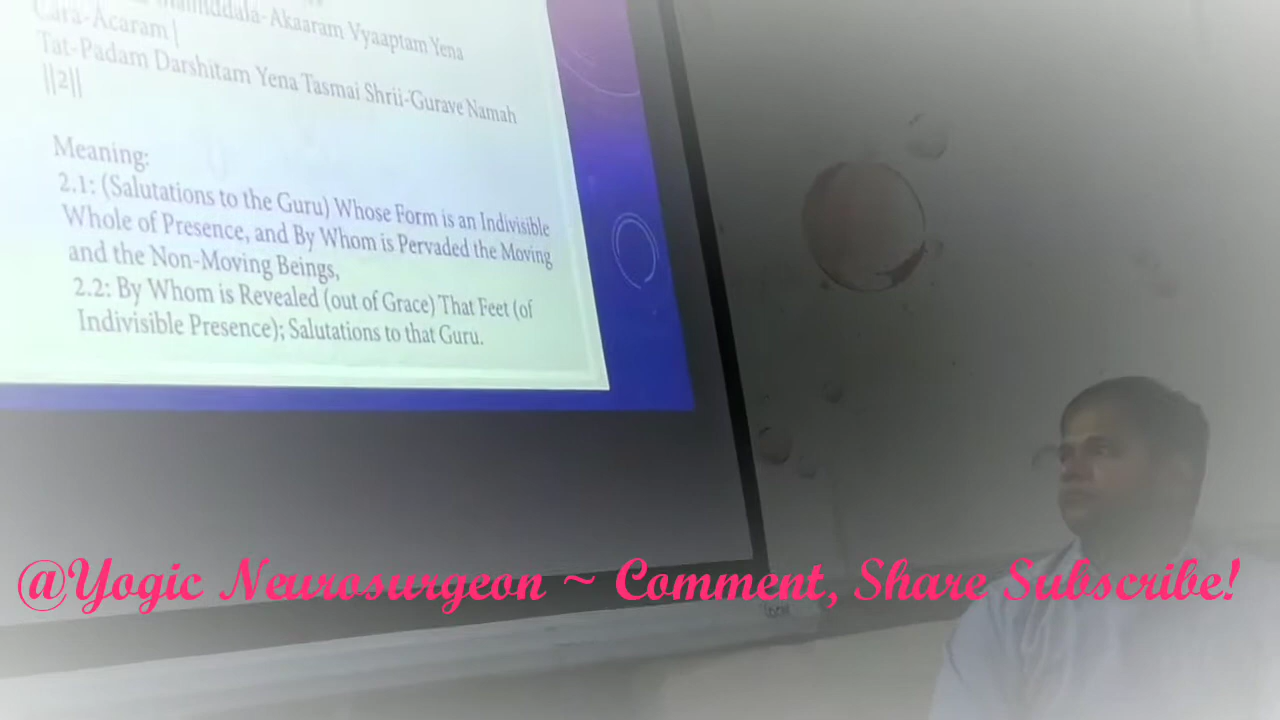 Vyaaptam Yena
Cara-Acaram|
Tat-Padam Darshitam Yena Tasmai Shrii-Gurave Namah
||2||
Meaning:
2.1: (Salutations to the Guru) Whose Form is an Indivisible
Whole of Presence, and By Whom is Pervaded the Moving
and the Non-Moving Beings,
2.2: By Whom is Revealed (out of Grace) That Feet (of
Indivisible Presence); Salutations to that Guru.
@Yogic Neurosurgeon ~ Comment, Share Subscribe!